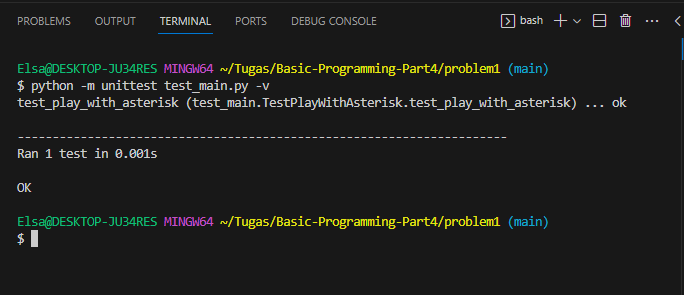 PROBLEMS OUTPUT TERMINAL PORTS DEBUG CONSOLE bash
Elsa@DESKTOP-JU34RES MINGW64 ~/Tugas/Basic-Programming-Part4/problem1 (main)
$ python -m unittest test_main.py -v
test_play_with_asterisk (test_main.TestPlayWithAsterisk.test_play_with_asterisk) ... ok
----------------------------------------------------------------------
Ran 1 test in 0.001s
OK
Elsa@DESKTOP-JU34RES MINGW64 ~/Tugas/Basic-Programming-Part4/problem1 (main)
$